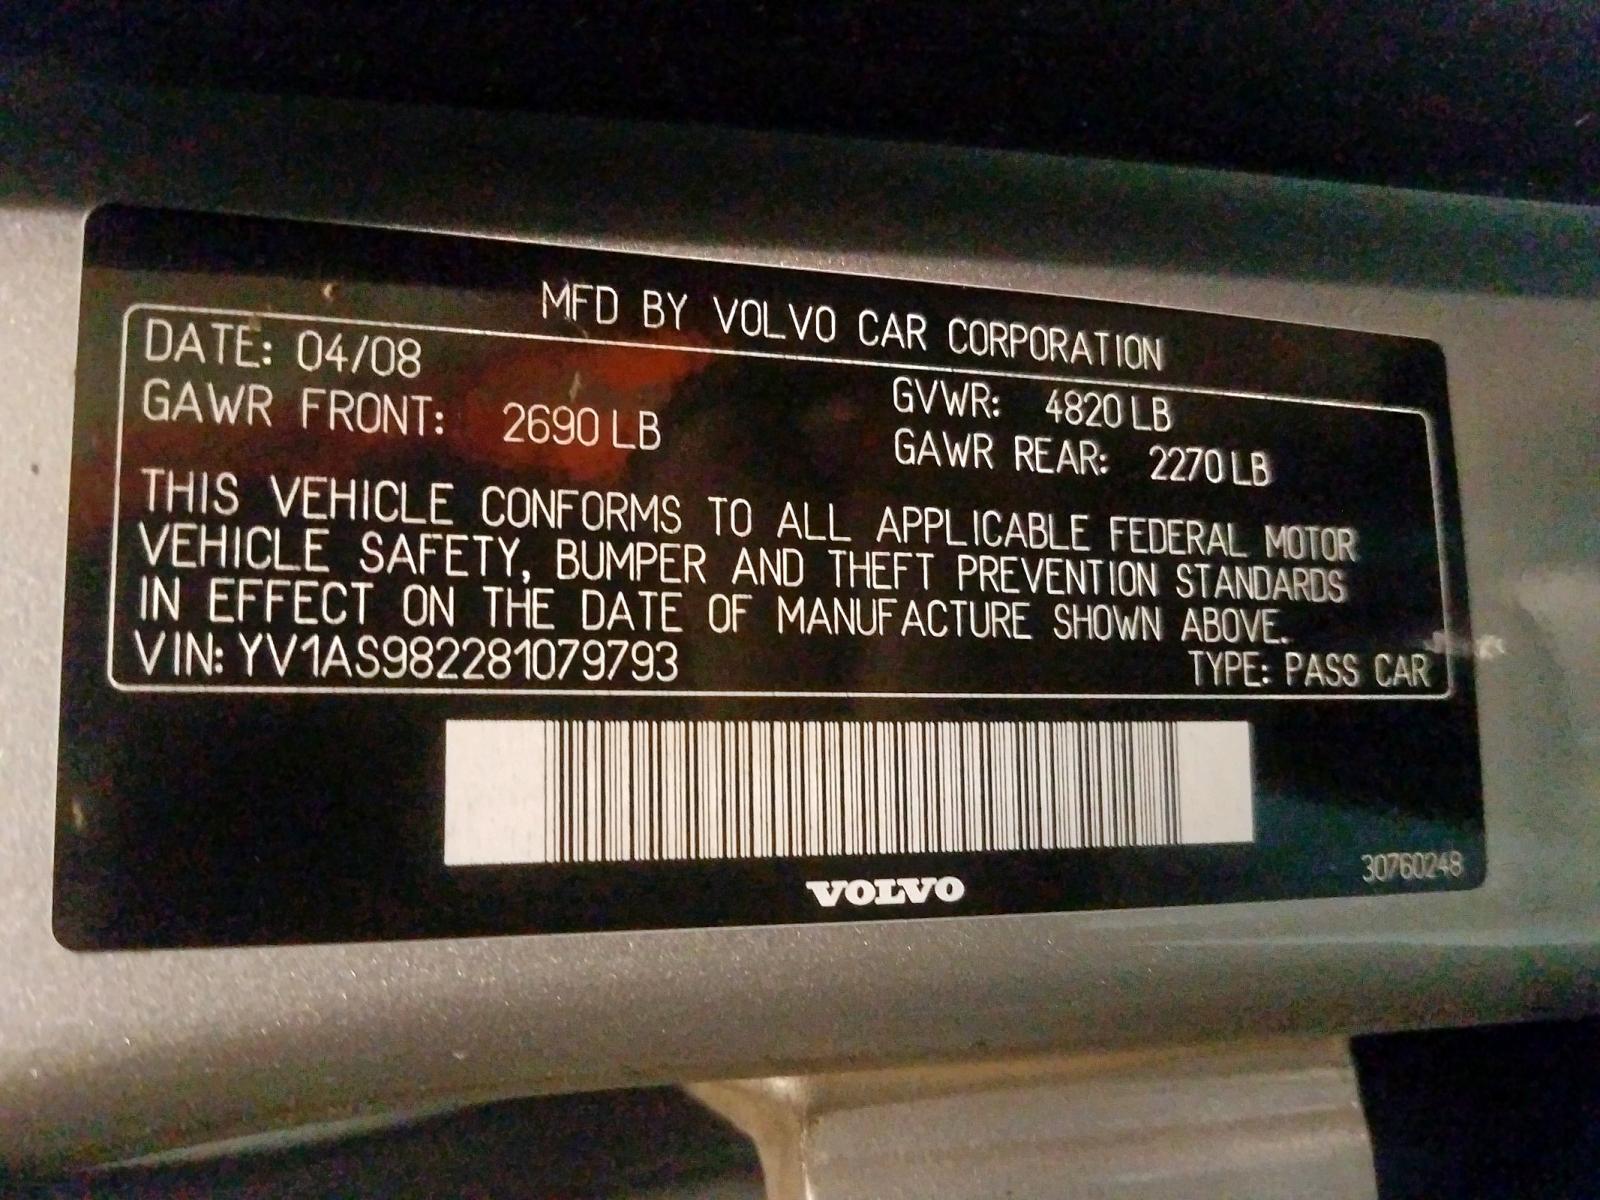 MFD BY VOLVO CAR CORPORATION
DATE: 04/08
GVWR: 4820 LB
GAWR FRONT: 2690 LB
GAWR REAR: 2270 LB
THIS VEHICLE CONFORMS TO ALL APPLICABLE FEDERAL MOTOR
VEHICLE SAFETY, BUMPER AND THEFT PREVENTION STANDARDS
IN EFFECT ON THE DATE OF MANUFACTURE SHOWN ABOVE.
VIN: YV1AS982281079793
TYPE: PASS CAR
VOLVO
30760248